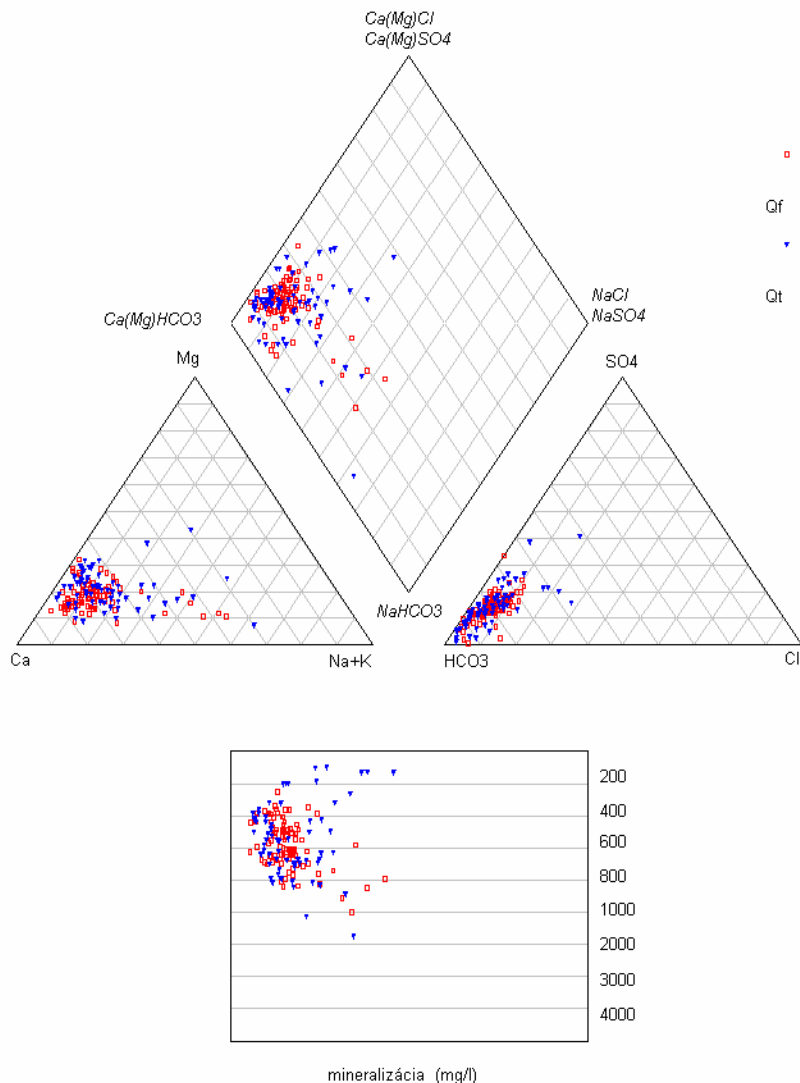 Ca(Mg)Cl
Ca(Mg)SO4
Qf
Qt
NaCl
NaSO4
Ca(Mg)HCO3
Mg
SO4
NaHCO3
Ca
Na+K
HCO3
Cl
200
400
600
800
1000
2000
3000
4000
mineralizácia (mg/l)